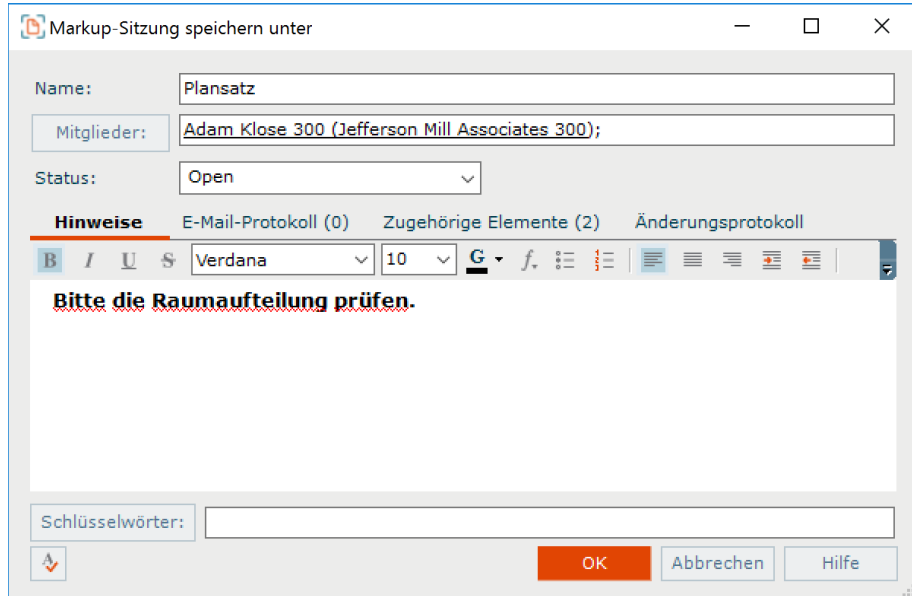 Markup-Sitzung speichern unter
Name: Plansatz
Mitglieder: Adam Klose 300 (Jefferson Mill Associates 300);
Status: Open
Hinweise E-Mail-Protokoll (0) Zugehörige Elemente (2) Änderungsprotokoll
B I U S Verdana 10 G f
Bitte die Raumaufteilung prüfen.
Schlüsselwörter:
OK Abbrechen Hilfe